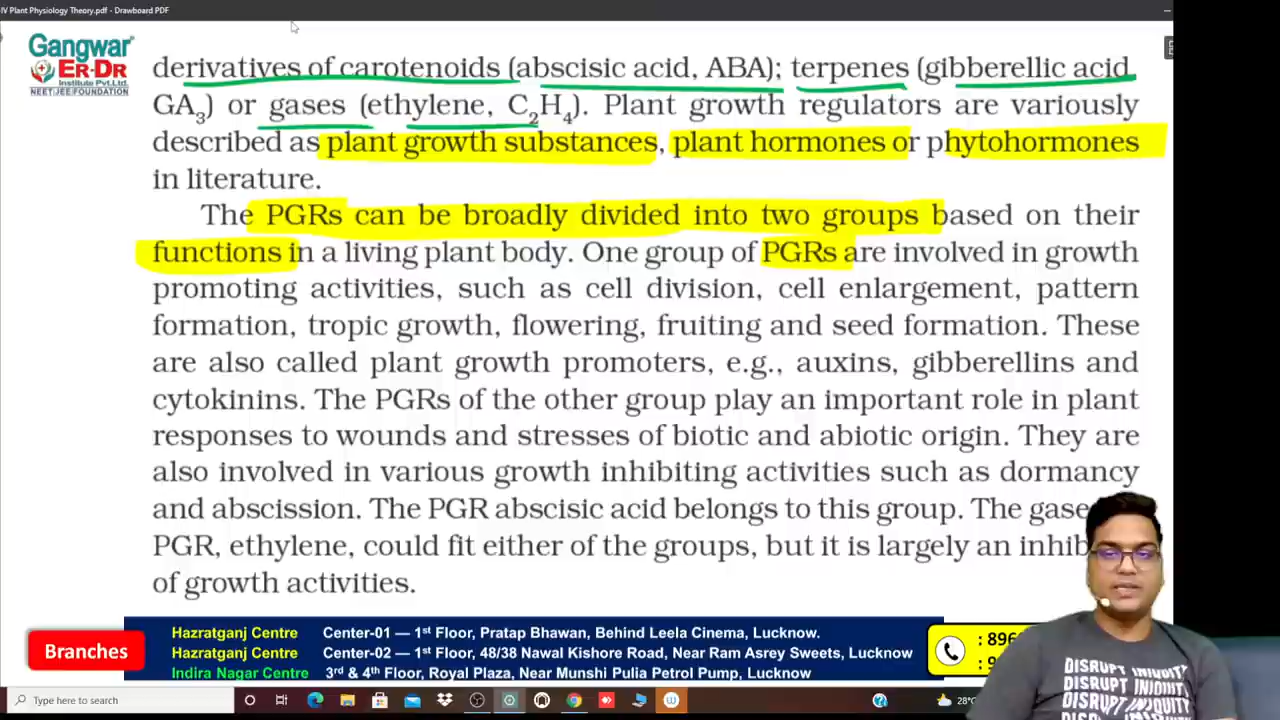 IV Plant Physiology Theory.pdf - Drawboard PDF
Gangwar
ER-DR
Institute Pvt.Ltd.
NEET|JEE|FOUNDATION
derivatives of carotenoids (abscisic acid, ABA); terpenes (gibberellic acid,
GA3) or gases (ethylene, C2H4). Plant growth regulators are variously
described as plant growth substances, plant hormones or phytohormones
in literature.
The PGRs can be broadly divided into two groups based on their
functions in a living plant body. One group of PGRs are involved in growth
promoting activities, such as cell division, cell enlargement, pattern
formation, tropic growth, flowering, fruiting and seed formation. These
are also called plant growth promoters, e.g., auxins, gibberellins and
cytokinins. The PGRs of the other group play an important role in plant
responses to wounds and stresses of biotic and abiotic origin. They are
also involved in various growth inhibiting activities such as dormancy
and abscission. The PGR abscisic acid belongs to this group. The gase
PGR, ethylene, could fit either of the groups, but it is largely an inhib
of growth activities.
Branches
Hazratganj Centre Center-01 — 1st Floor, Pratap Bhawan, Behind Leela Cinema, Lucknow.
Hazratganj Centre Center-02 — 1st Floor, 48/38 Nawal Kishore Road, Near Ram Asrey Sweets, Lucknow
Indira Nagar Centre 3rd & 4th Floor, Royal Plaza, Near Munshi Pulia Petrol Pump, Lucknow
: 896
: 9
DISRUPT INIQUITY
DISRUPT INIQUITY
DISRUPT INIQUITY
Type here to search
28°C